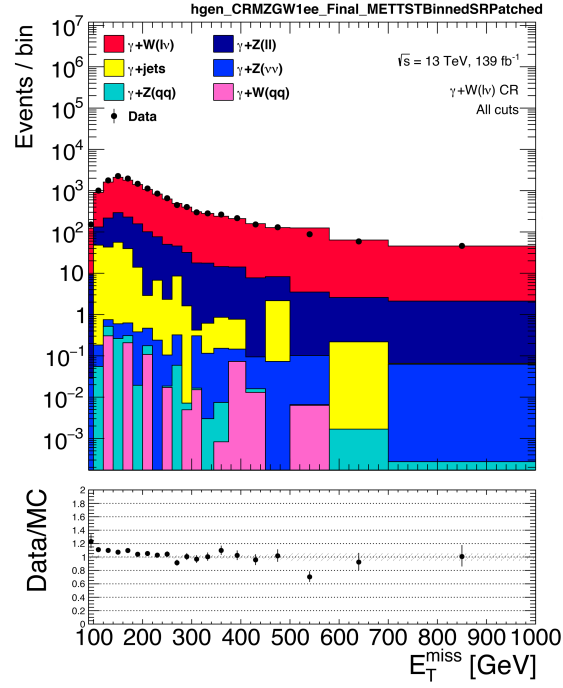 hgen_CRMZGW1ee_Final_METTSTBinnedSRPatched
Events / bin
10⁷
10⁶
10⁵
10⁴
10³
10²
10
1
10⁻¹
10⁻²
10⁻³
γ+W(lν) γ+Z(ll)
γ+jets γ+Z(νν)
γ+Z(qq) γ+W(qq)
Data
√s = 13 TeV, 139 fb⁻¹
γ+W(lν) CR
All cuts
Data/MC
2
1.8
1.6
1.4
1.2
1
0.8
0.6
0.4
0.2
0
100 200 300 400 500 600 700 800 900 1000
E_T^miss [GeV]